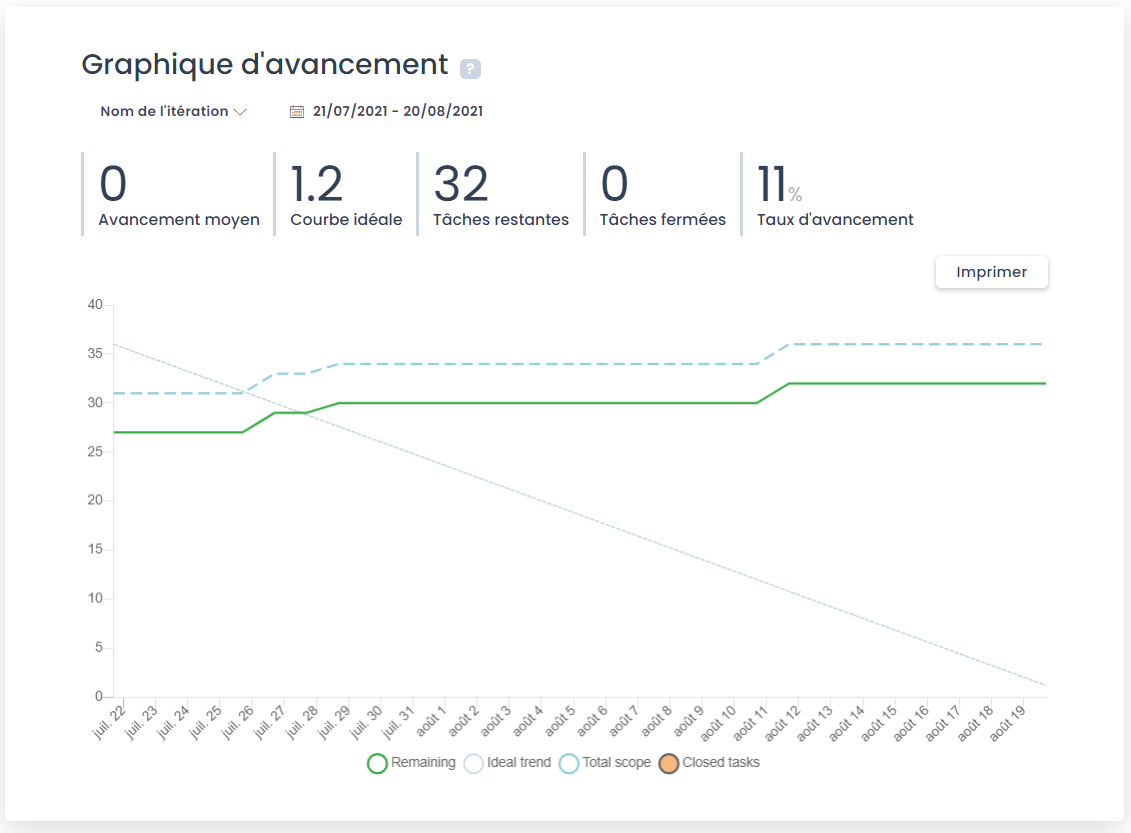 Graphique d'avancement ?
Nom de l'itération 21/07/2021 - 20/08/2021
0 1.2 32 0 11%
Avancement moyen Courbe idéale Tâches restantes Tâches fermées Taux d'avancement
Imprimer
40
35
30
25
20
15
10
5
0
juil. 22 juil. 23 juil. 24 juil. 25 juil. 26 juil. 27 juil. 28 juil. 29 juil. 30 juil. 31 août 1 août 2 août 3 août 4 août 5 août 6 août 7 août 8 août 9 août 10 août 11 août 12 août 13 août 14 août 15 août 16 août 17 août 18 août 19
Remaining Ideal trend Total scope Closed tasks